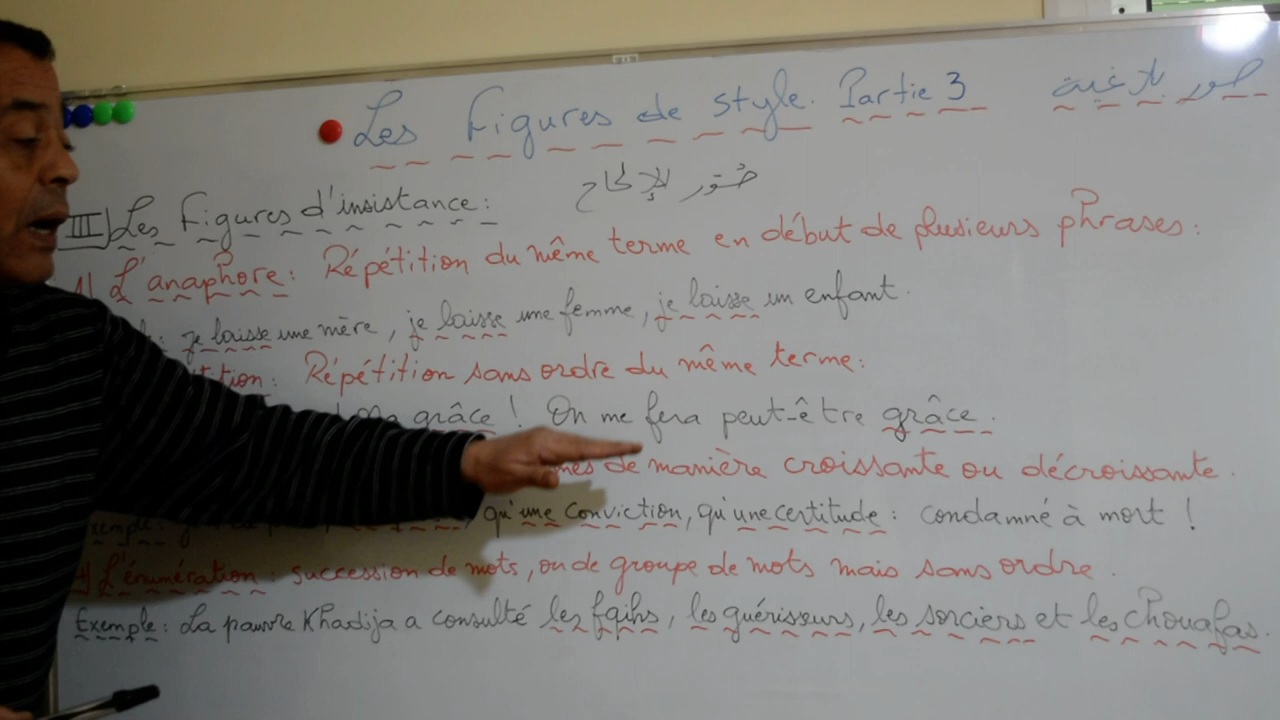 Les Figures de style. Partie 3 صور بلاغية
III) Les Figures d'insistance: صُوَر الإلحاح
1) L'anaphore: Répétition du même terme en début de plusieurs phrases:
je laisse une mère, je laisse une femme, je laisse un enfant.
Répétition sans ordre du même terme:
grâce! On me fera peut-être grâce.
de manière croissante ou décroissante.
qu'une conviction, qu'une certitude: condamné à mort!
4) L'énumération: succession de mots, ou de groupe de mots mais sans ordre.
Exemple: La pauvre Khadija a consulté les fqihs, les guérisseurs, les sorciers et les Chouafas.